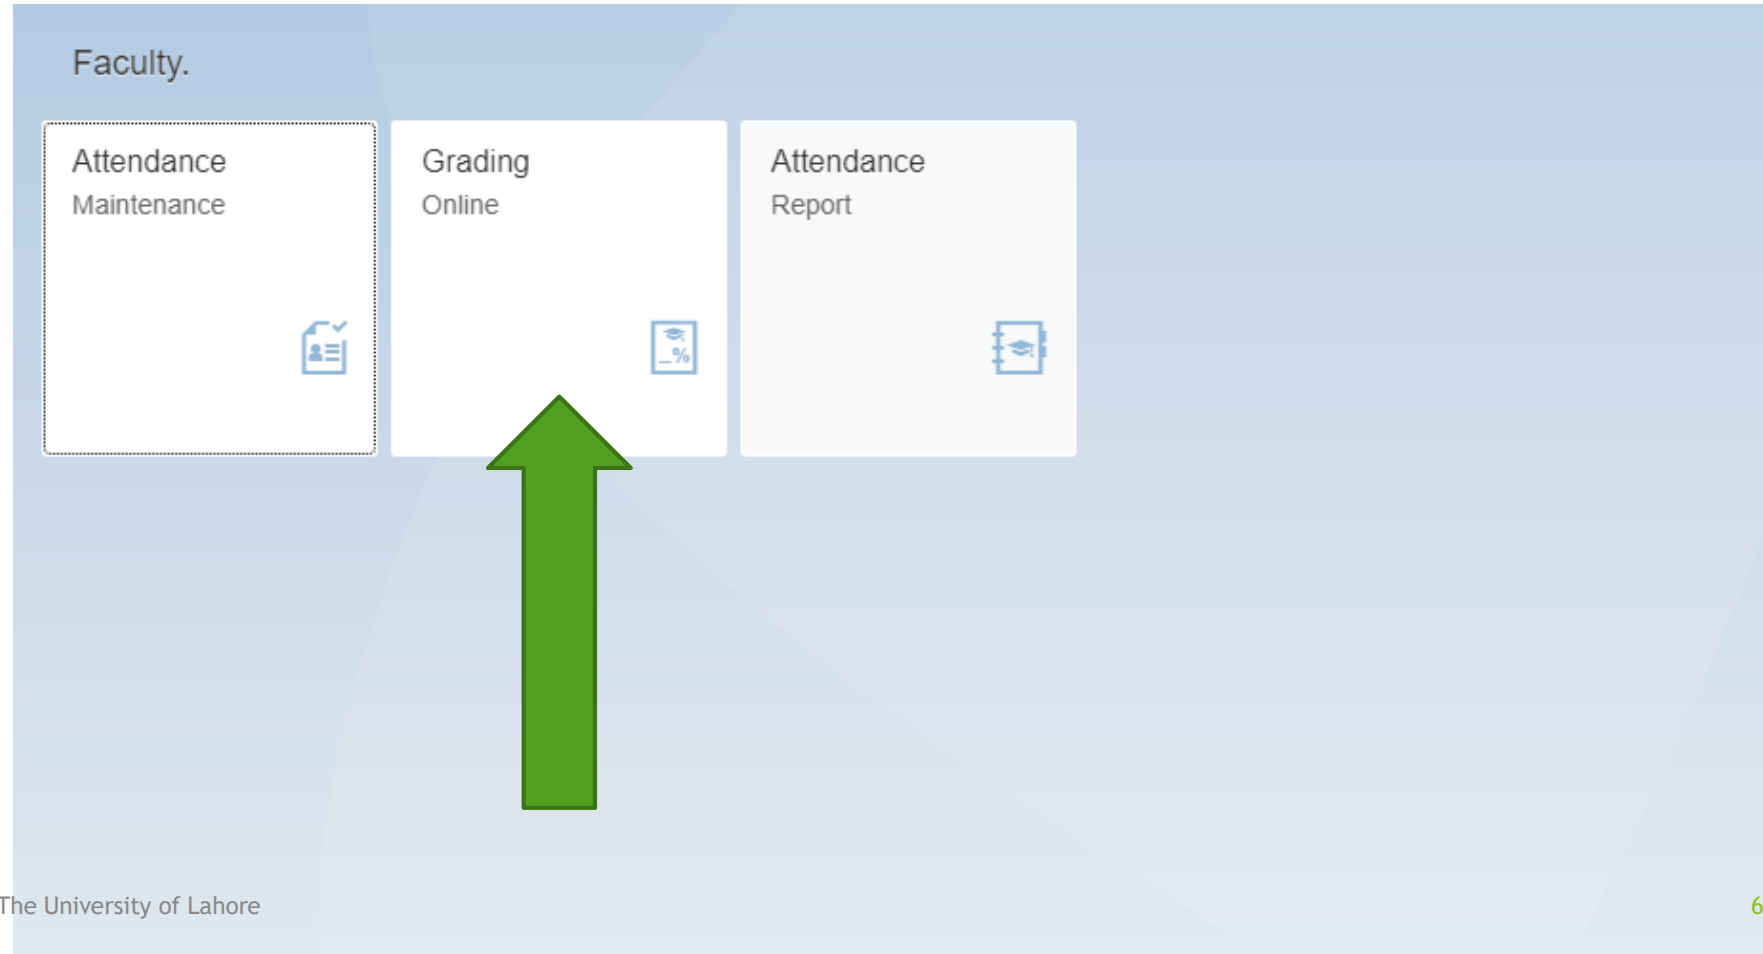 Faculty.
Attendance
Maintenance
Grading
Online
_%
Attendance
Report
The University of Lahore
6